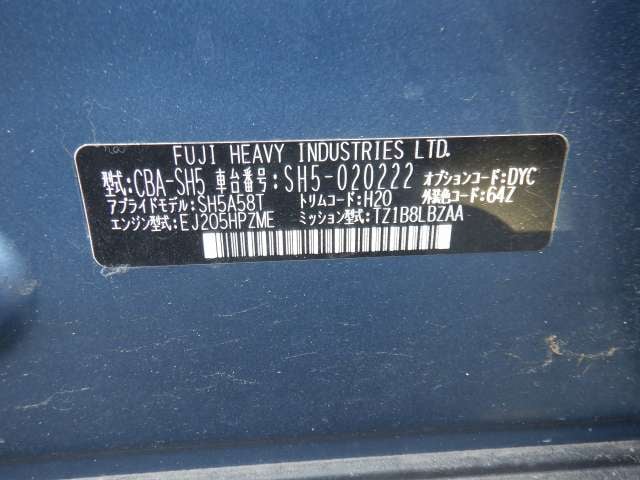 FUJI HEAVY INDUSTRIES LTD.
型式:CBA-SH5 車台番号:SH5-020222 オプションコード:DYC
アプライドモデル:SH5A58T トリムコード:H20 外装色コード:64Z
エンジン型式:EJ205HPZME ミッション型式:TZ1B8LBZAA